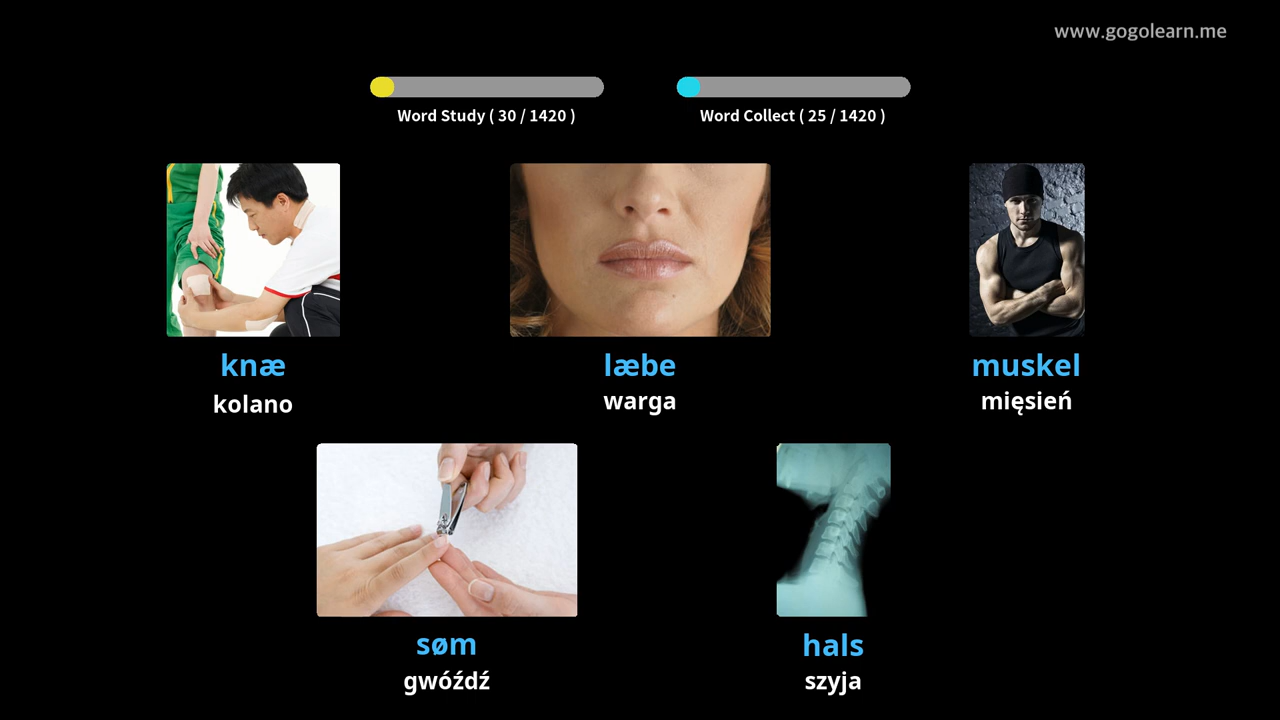 www.gogolearn.me
Word Study ( 30 / 1420 )
Word Collect ( 25 / 1420 )
knæ
kolano
læbe
warga
muskel
mięsień
søm
gwóźdź
hals
szyja